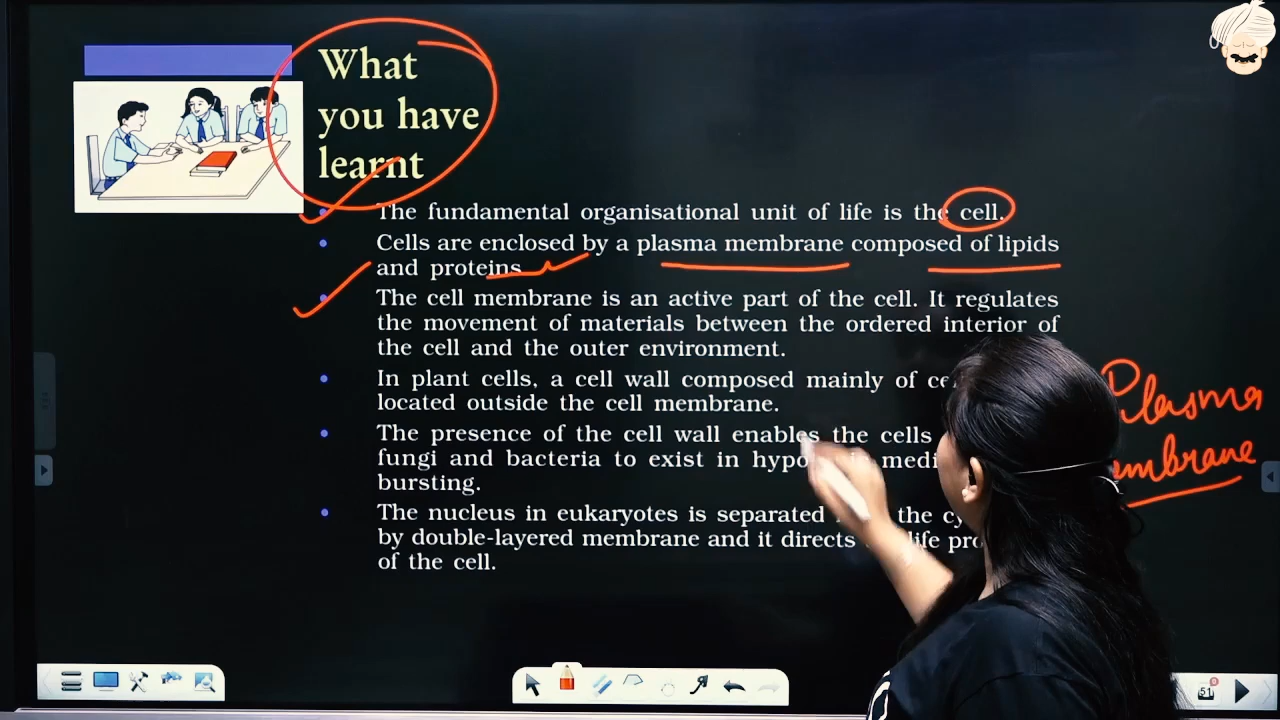 What
you have
learnt
The fundamental organisational unit of life is the cell.
Cells are enclosed by a plasma membrane composed of lipids
and proteins
The cell membrane is an active part of the cell. It regulates
the movement of materials between the ordered interior of
the cell and the outer environment.
In plant cells, a cell wall composed mainly of
located outside the cell membrane.
The presence of the cell wall enables the cells
fungi and bacteria to exist in
bursting.
The nucleus in eukaryotes is separated the
by double-layered membrane and it directs life
of the cell.
Plasma
51